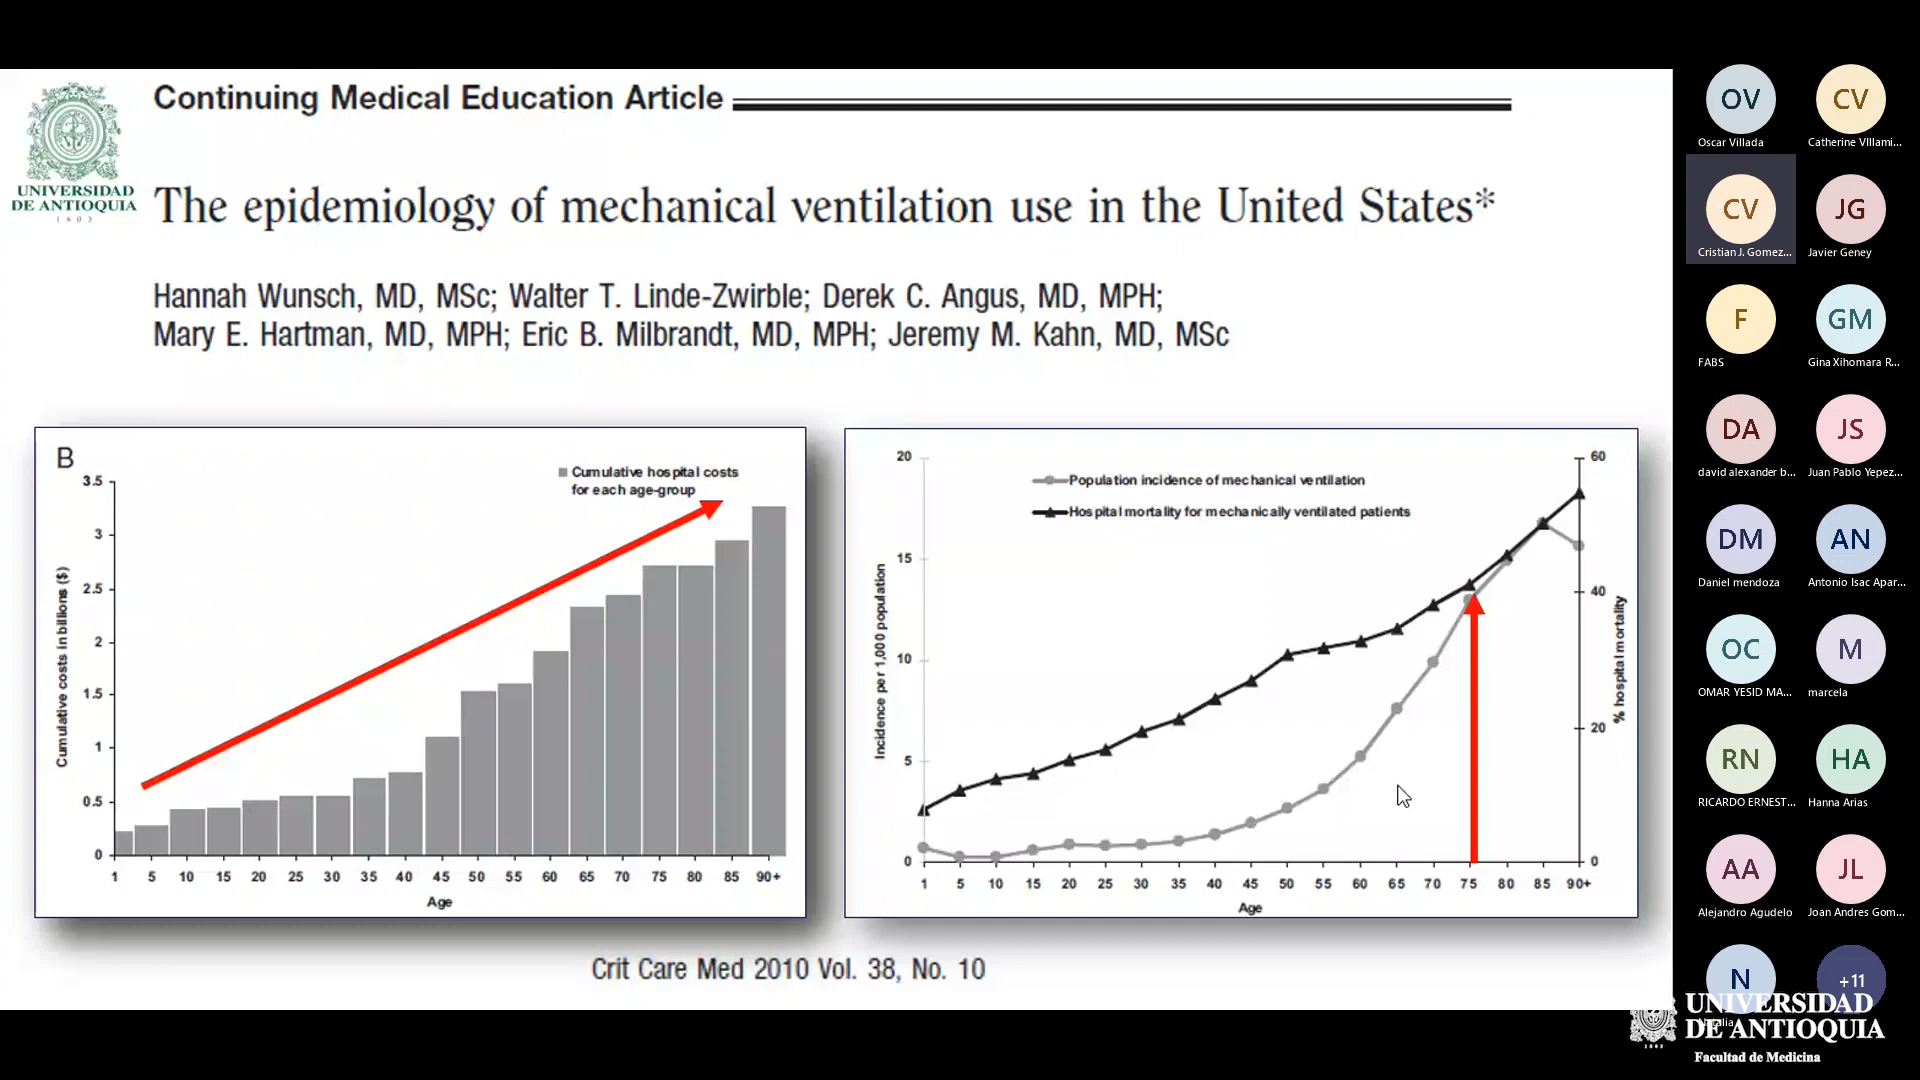 UNIVERSIDAD
DE ANTIOQUIA
1803
Continuing Medical Education Article
The epidemiology of mechanical ventilation use in the United States*
Hannah Wunsch, MD, MSc; Walter T. Linde-Zwirble; Derek C. Angus, MD, MPH;
Mary E. Hartman, MD, MPH; Eric B. Milbrandt, MD, MPH; Jeremy M. Kahn, MD, MSc
B
Cumulative hospital costs
for each age-group
Cumulative costs in billions ($)
3.5
3
2.5
2
1.5
1
0.5
0
1 5 10 15 20 25 30 35 40 45 50 55 60 65 70 75 80 85 90+
Age
Population incidence of mechanical ventilation
Hospital mortality for mechanically ventilated patients
Incidence per 1,000 population
20
15
10
5
0
% hospital mortality
60
40
20
0
1 5 10 15 20 25 30 35 40 45 50 55 60 65 70 75 80 85 90+
Age
Crit Care Med 2010 Vol. 38, No. 10
OV CV
Oscar Villada Catherine VIllami...
CV JG
Cristian J. Gomez... Javier Geney
F GM
FABS Gina Xihomara R...
DA JS
david alexander b... Juan Pablo Yepez...
DM AN
Daniel mendoza Antonio Isac Apar...
OC M
OMAR YESID MA... marcela
RN HA
RICARDO ERNEST... Hanna Arias
AA JL
Alejandro Agudelo Joan Andres Gom...
N +11
UNIVERSIDAD
DE ANTIOQUIA
1803
Facultad de Medicina